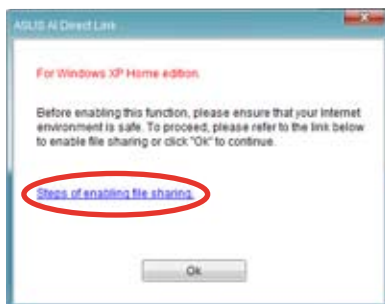 ASUS Ai Direct Link
For Windows XP Home edition.
Before enabling this function, please ensure that your Internet
environment is safe. To proceed, please refer to the link below
to enable file sharing or click "Ok" to continue.
Steps of enabling file sharing.
Ok